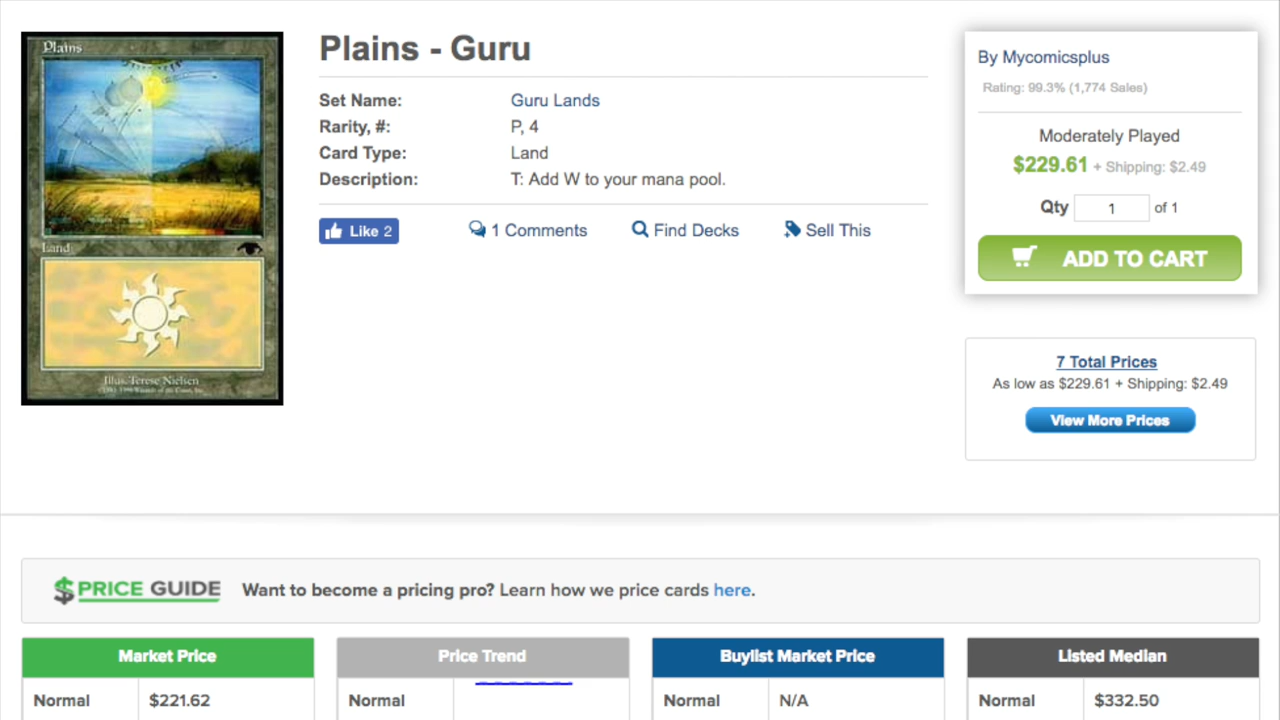 Plains
Land
Illus. Terese Nielsen
Plains - Guru
Set Name: Guru Lands
Rarity, #: P, 4
Card Type: Land
Description: T: Add W to your mana pool.
Like 2
1 Comments
Find Decks
Sell This
By Mycomicsplus
Rating: 99.3% (1,774 Sales)
Moderately Played
$229.61 + Shipping: $2.49
Qty 1 of 1
ADD TO CART
7 Total Prices
As low as $229.61 + Shipping: $2.49
View More Prices
$ PRICE GUIDE Want to become a pricing pro? Learn how we price cards here.
Market Price
Normal $221.62
Price Trend
Normal
Buylist Market Price
Normal N/A
Listed Median
Normal $332.50